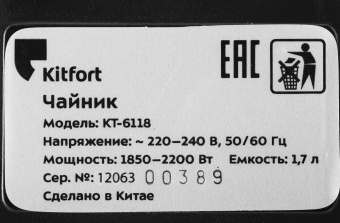 Kitfort
EAC
Чайник
Модель: КТ-6118
Напряжение: ~ 220–240 В, 50/60 Гц
Мощность: 1850–2200 Вт Емкость: 1,7 л
Сер. №: 12063 00389
Сделано в Китае